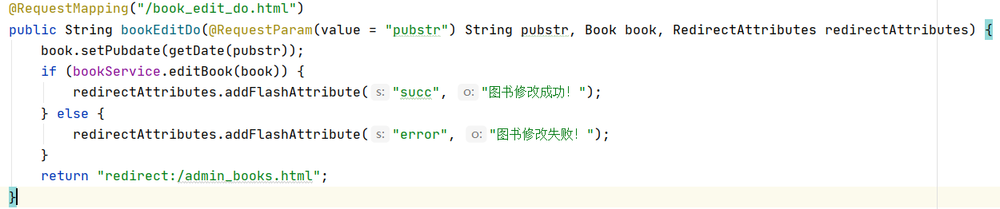 @RequestMapping("/book_edit_do.html")
public String bookEditDo(@RequestParam(value = "pubstr") String pubstr, Book book, RedirectAttributes redirectAttributes) {
book.setPubdate(getDate(pubstr));
if (bookService.editBook(book)) {
redirectAttributes.addFlashAttribute( s: "succ", o: "图书修改成功！");
} else {
redirectAttributes.addFlashAttribute( s: "error", o: "图书修改失败！");
}
return "redirect:/admin_books.html";
}